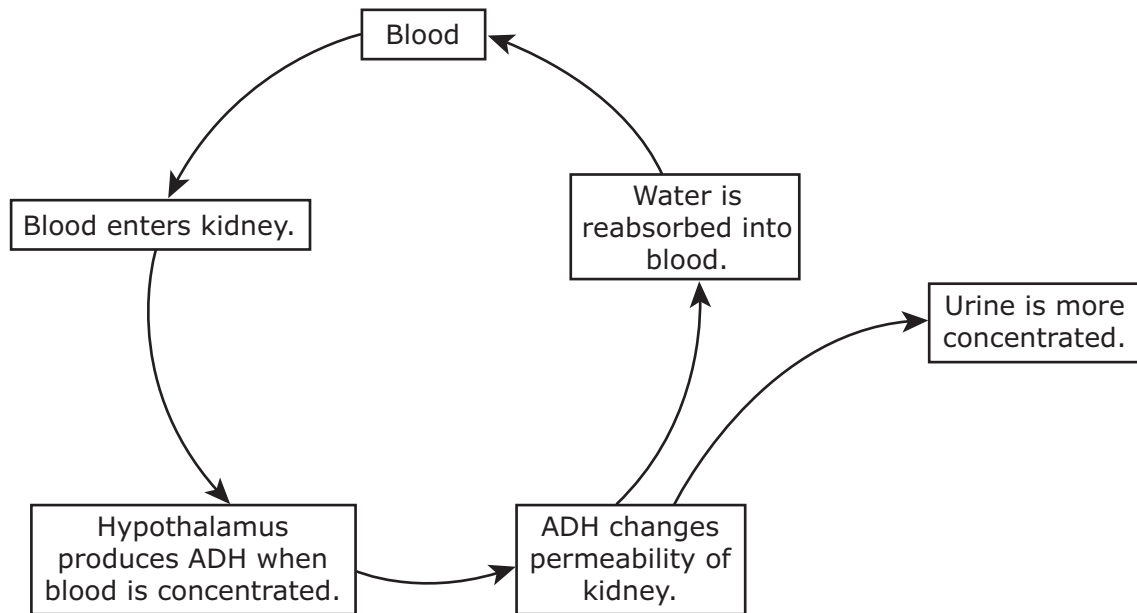 Blood
Blood enters kidney.
Hypothalamus
produces ADH when
blood is concentrated.
ADH changes
permeability of
kidney.
Water is
reabsorbed into
blood.
Urine is more
concentrated.